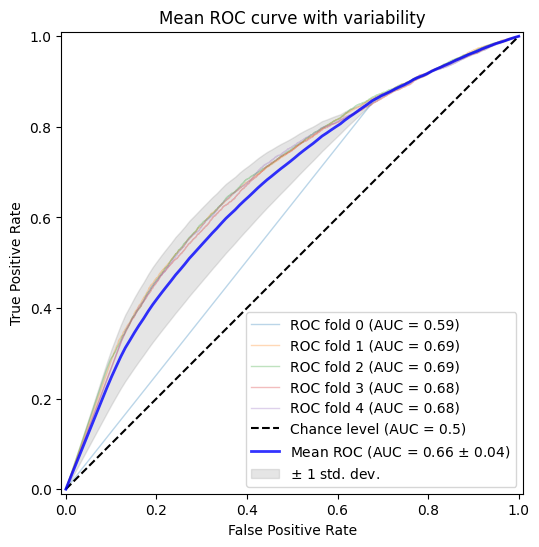 Mean ROC curve with variability
True Positive Rate
1.0
0.8
0.6
0.4
0.2
0.0
ROC fold 0 (AUC = 0.59)
ROC fold 1 (AUC = 0.69)
ROC fold 2 (AUC = 0.69)
ROC fold 3 (AUC = 0.68)
ROC fold 4 (AUC = 0.68)
Chance level (AUC = 0.5)
Mean ROC (AUC = 0.66 ± 0.04)
± 1 std. dev.
0.0 0.2 0.4 0.6 0.8 1.0
False Positive Rate